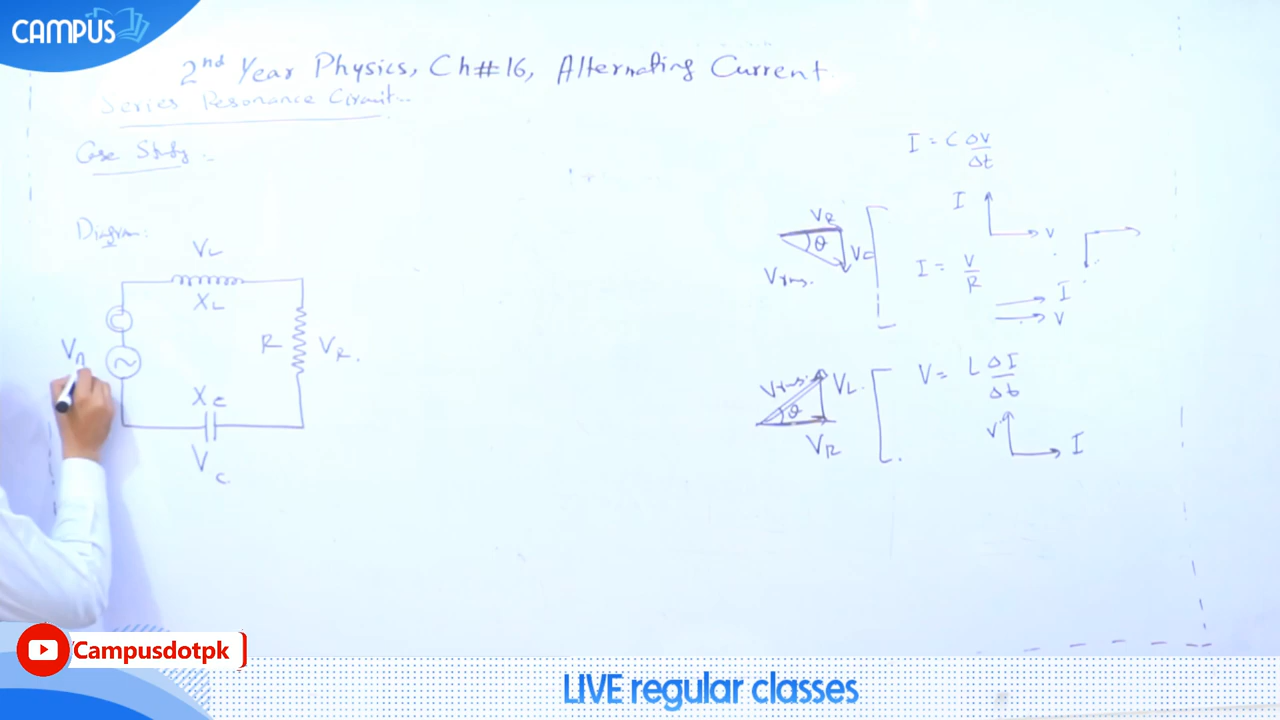 CAMPUS
2nd Year Physics, Ch#16, Alternating Current
Series Resonance Circuit..
Case Study :
Diagram:
VL
XL
R
VR.
Xc
Vc
I = C ΔV/Δt
I
V
VR
θ
Vc
Vrms.
I = V/R
I
V
V = L ΔI/Δt
Vrms.
VL.
θ
VR
V
I
Campusdotpk
LIVE regular classes